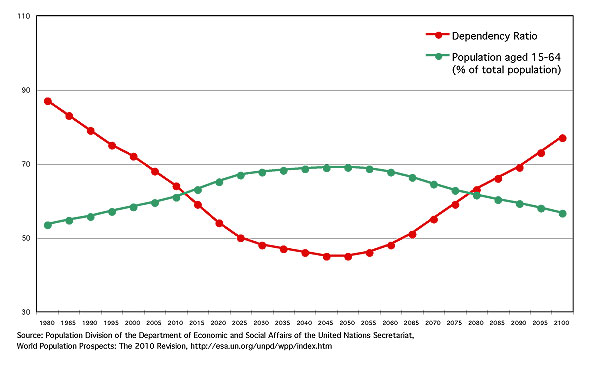 110
90
70
50
30
Dependency Ratio
Population aged 15-64
(% of total population)
1980 1985 1990 1995 2000 2005 2010 2015 2020 2025 2030 2035 2040 2045 2050 2055 2060 2065 2070 2075 2080 2085 2090 2095 2100
Source: Population Division of the Department of Economic and Social Affairs of the United Nations Secretariat,
World Population Prospects: The 2010 Revision, http://esa.un.org/unpd/wpp/index.htm